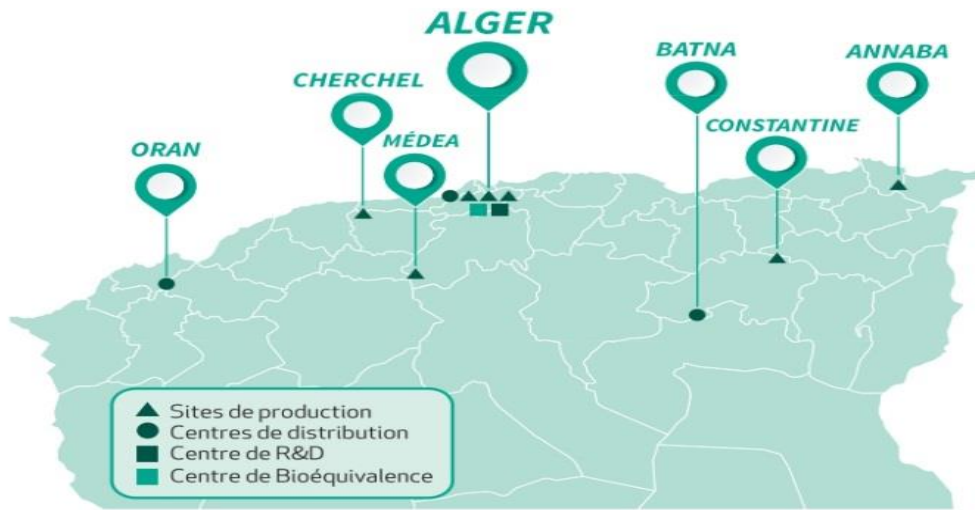 ALGER
BATNA
ANNABA
CHERCHEL
CONSTANTINE
MÉDEA
ORAN
Sites de production
Centres de distribution
Centre de R&D
Centre de Bioéquivalence